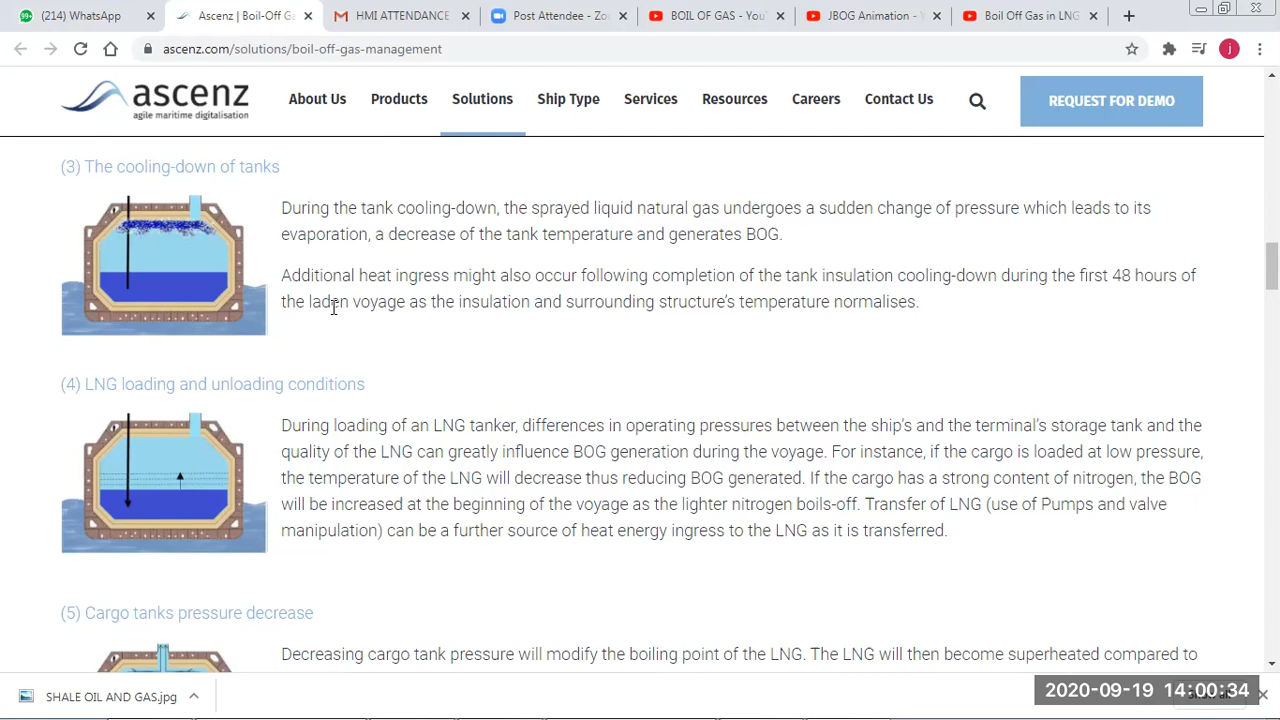 (214) WhatsApp
Ascenz | Boil-Off G
HMI ATTENDANCE
Post Attendee - Zo
BOIL OF GAS - You
JBOG Animation - Y
Boil Off Gas in LNG
ascenz.com/solutions/boil-off-gas-management
j
ascenz
agile maritime digitalisation
About Us
Products
Solutions
Ship Type
Services
Resources
Careers
Contact Us
REQUEST FOR DEMO
(3) The cooling-down of tanks
During the tank cooling-down, the sprayed liquid natural gas undergoes a sudden change of pressure which leads to its
evaporation, a decrease of the tank temperature and generates BOG.
Additional heat ingress might also occur following completion of the tank insulation cooling-down during the first 48 hours of
the laden voyage as the insulation and surrounding structure's temperature normalises.
(4) LNG loading and unloading conditions
During loading of an LNG tanker, differences in operating pressures between the ship's and the terminal's storage tank and the
quality of the LNG can greatly influence BOG generation during the voyage. For instance, if the cargo is loaded at low pressure,
the temperature of the LNG will decrease thus reducing BOG generated. If the cargo has a strong content of nitrogen, the BOG
will be increased at the beginning of the voyage as the lighter nitrogen boils-off. Transfer of LNG (use of Pumps and valve
manipulation) can be a further source of heat energy ingress to the LNG as it is transferred.
(5) Cargo tanks pressure decrease
Decreasing cargo tank pressure will modify the boiling point of the LNG. The LNG will then become superheated compared to
SHALE OIL AND GAS.jpg
2020-09-19 14:00:34